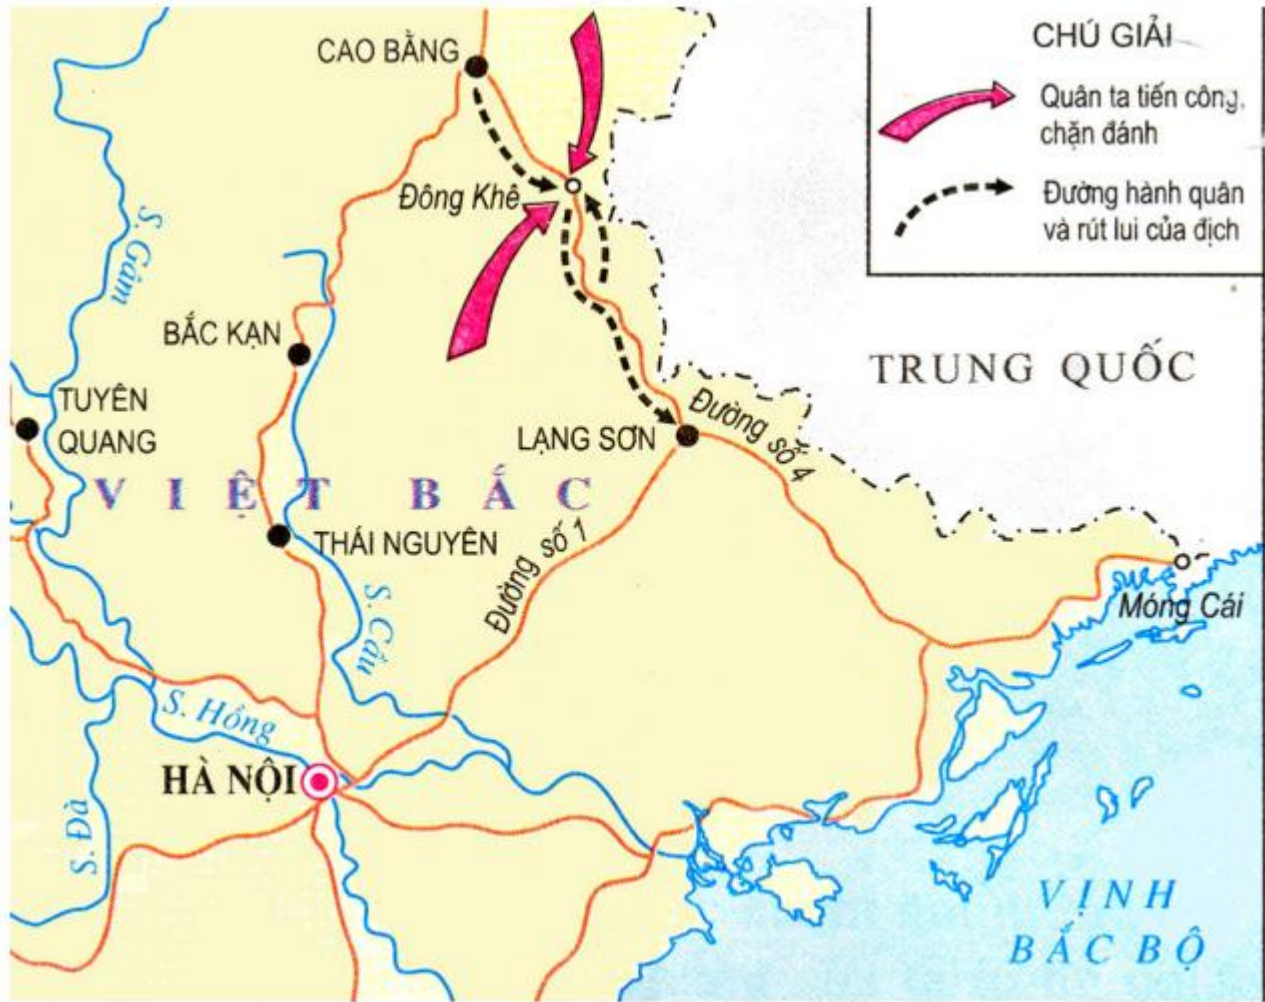 CHÚ GIẢI
Quân ta tiến công,
chặn đánh
Đường hành quân
và rút lui của địch
CAO BẰNG
Đông Khê
S. Gâm
BẮC KẠN
TRUNG QUỐC
TUYÊN
QUANG
LẠNG SƠN
Đường số 4
VIỆT BẮC
THÁI NGUYÊN
Đường số 1
Móng Cái
S. Cầu
S. Hồng
HÀ NỘI
S. Đà
VỊNH
BẮC BỘ